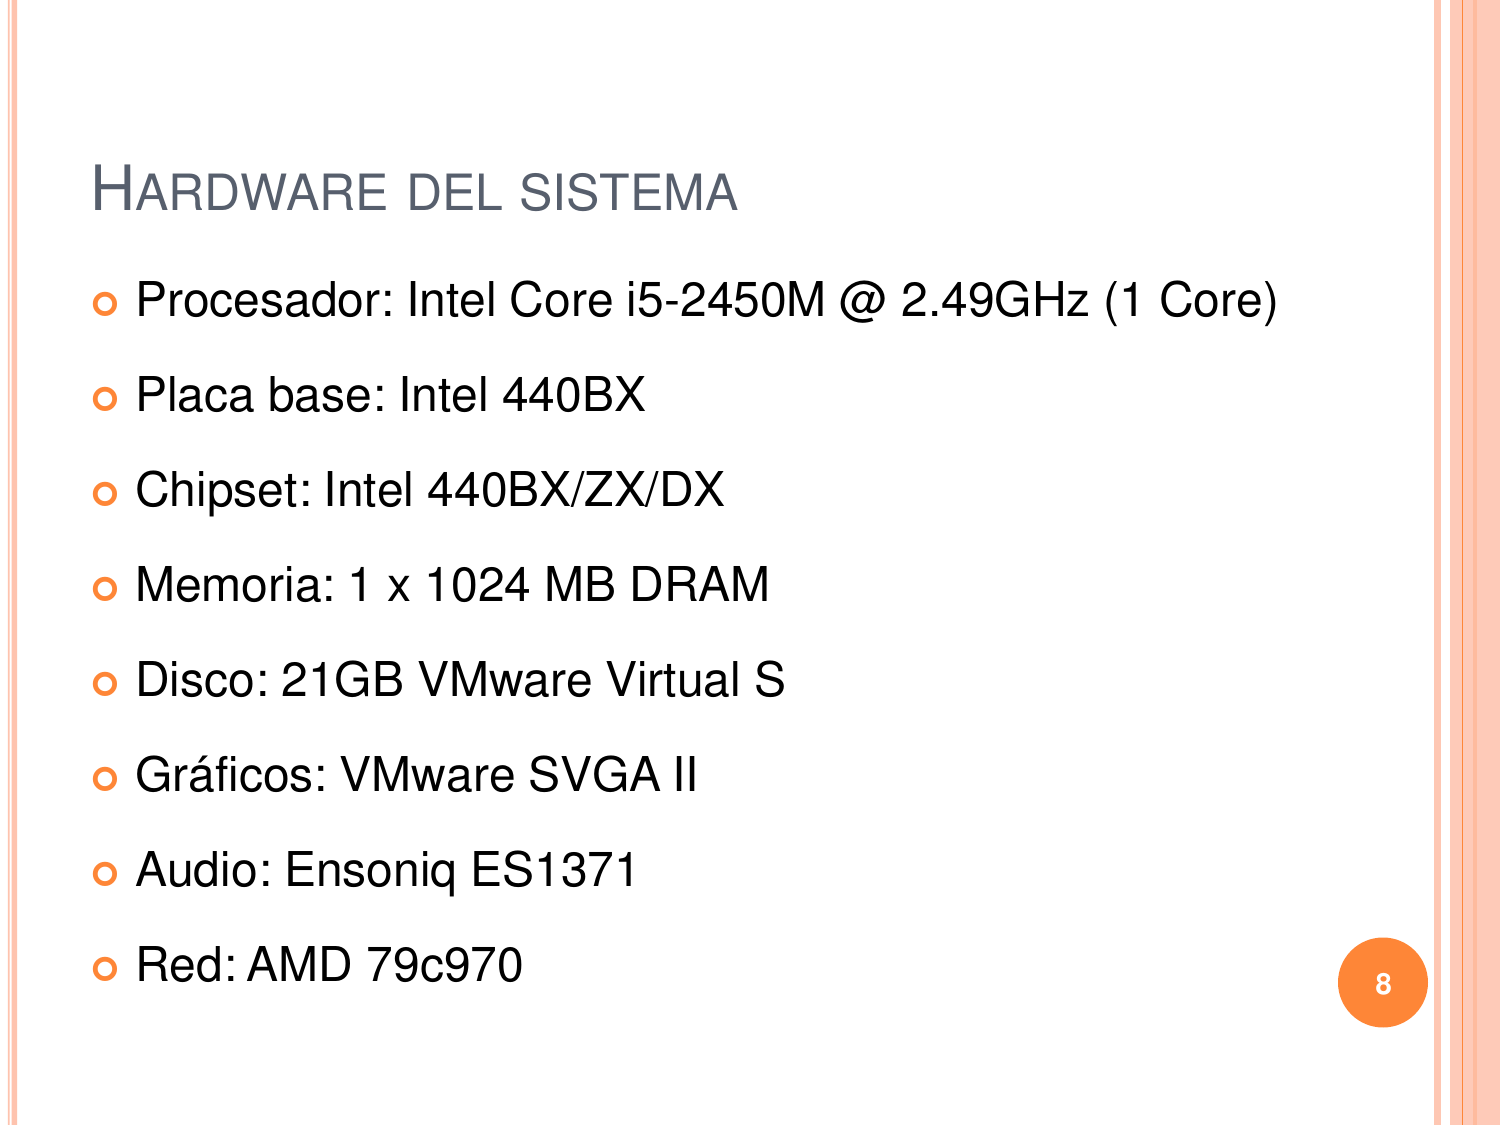 HARDWARE DEL SISTEMA
Procesador: Intel Core i5-2450M @ 2.49GHz (1 Core)
Placa base: Intel 440BX
Chipset: Intel 440BX/ZX/DX
Memoria: 1 x 1024 MB DRAM
Disco: 21GB VMware Virtual S
Gráficos: VMware SVGA II
Audio: Ensoniq ES1371
Red: AMD 79c970
8